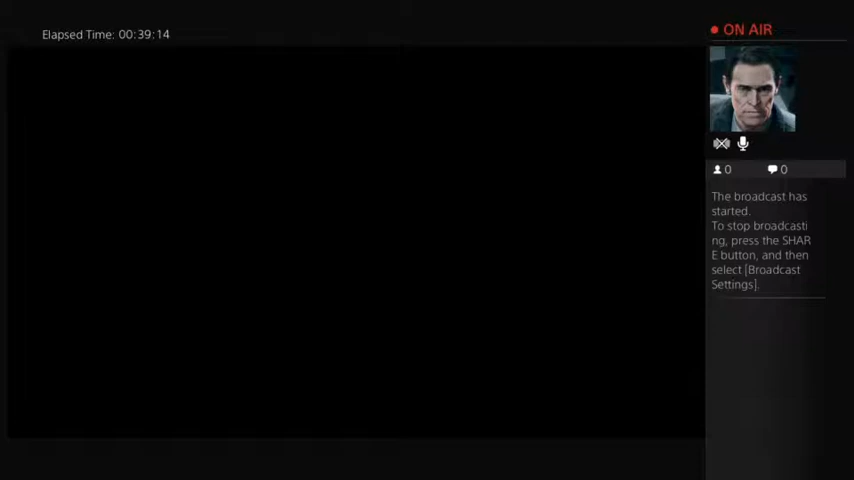 Elapsed Time: 00:39:14
ON AIR
0 0
The broadcast has
started.
To stop broadcasti
ng, press the SHAR
E button, and then
select [Broadcast
Settings].